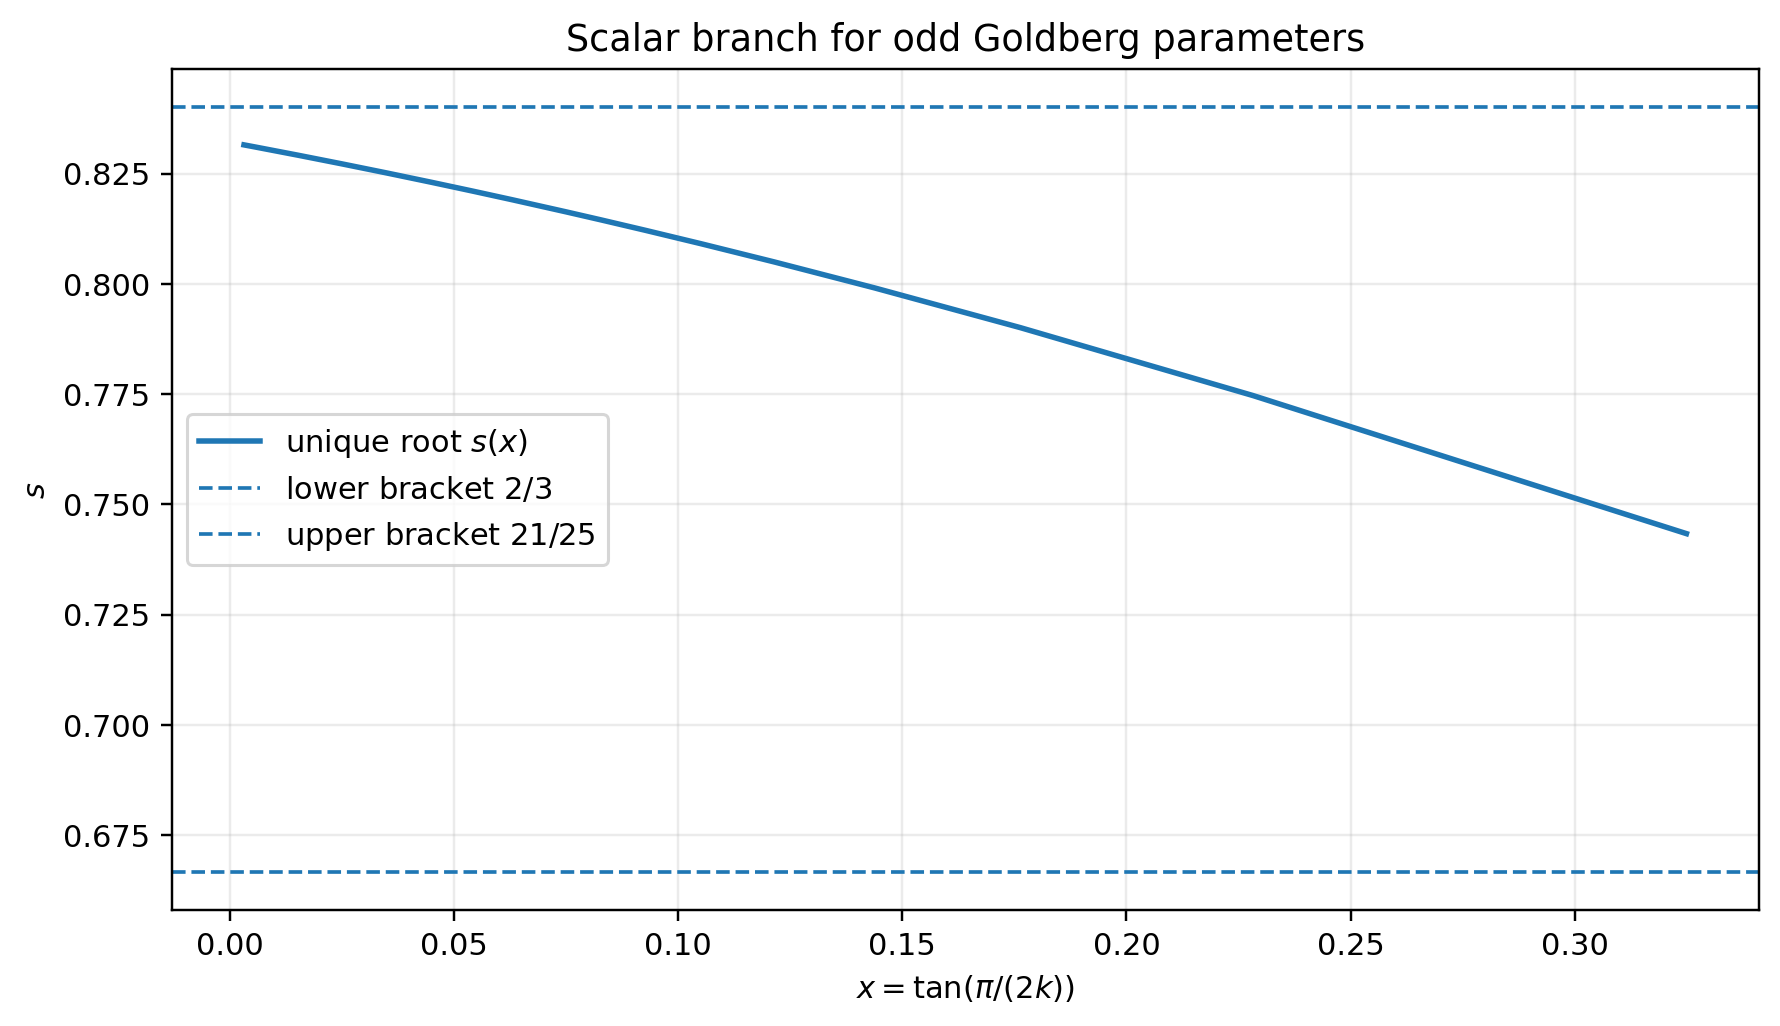 Scalar branch for odd Goldberg parameters
0.825
0.800
0.775
0.750
0.725
0.700
0.675
s
unique root s(x)
lower bracket 2/3
upper bracket 21/25
0.00 0.05 0.10 0.15 0.20 0.25 0.30
x = tan(π/(2k))